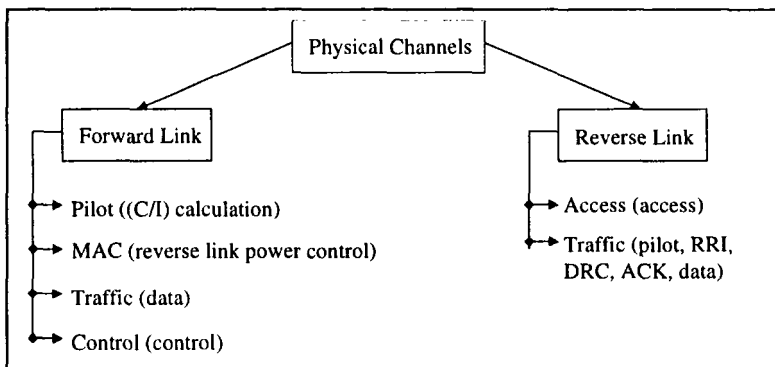 Physical Channels
Forward Link
Reverse Link
Pilot ((C/I) calculation)
MAC (reverse link power control)
Traffic (data)
Control (control)
Access (access)
Traffic (pilot, RRI,
DRC, ACK, data)